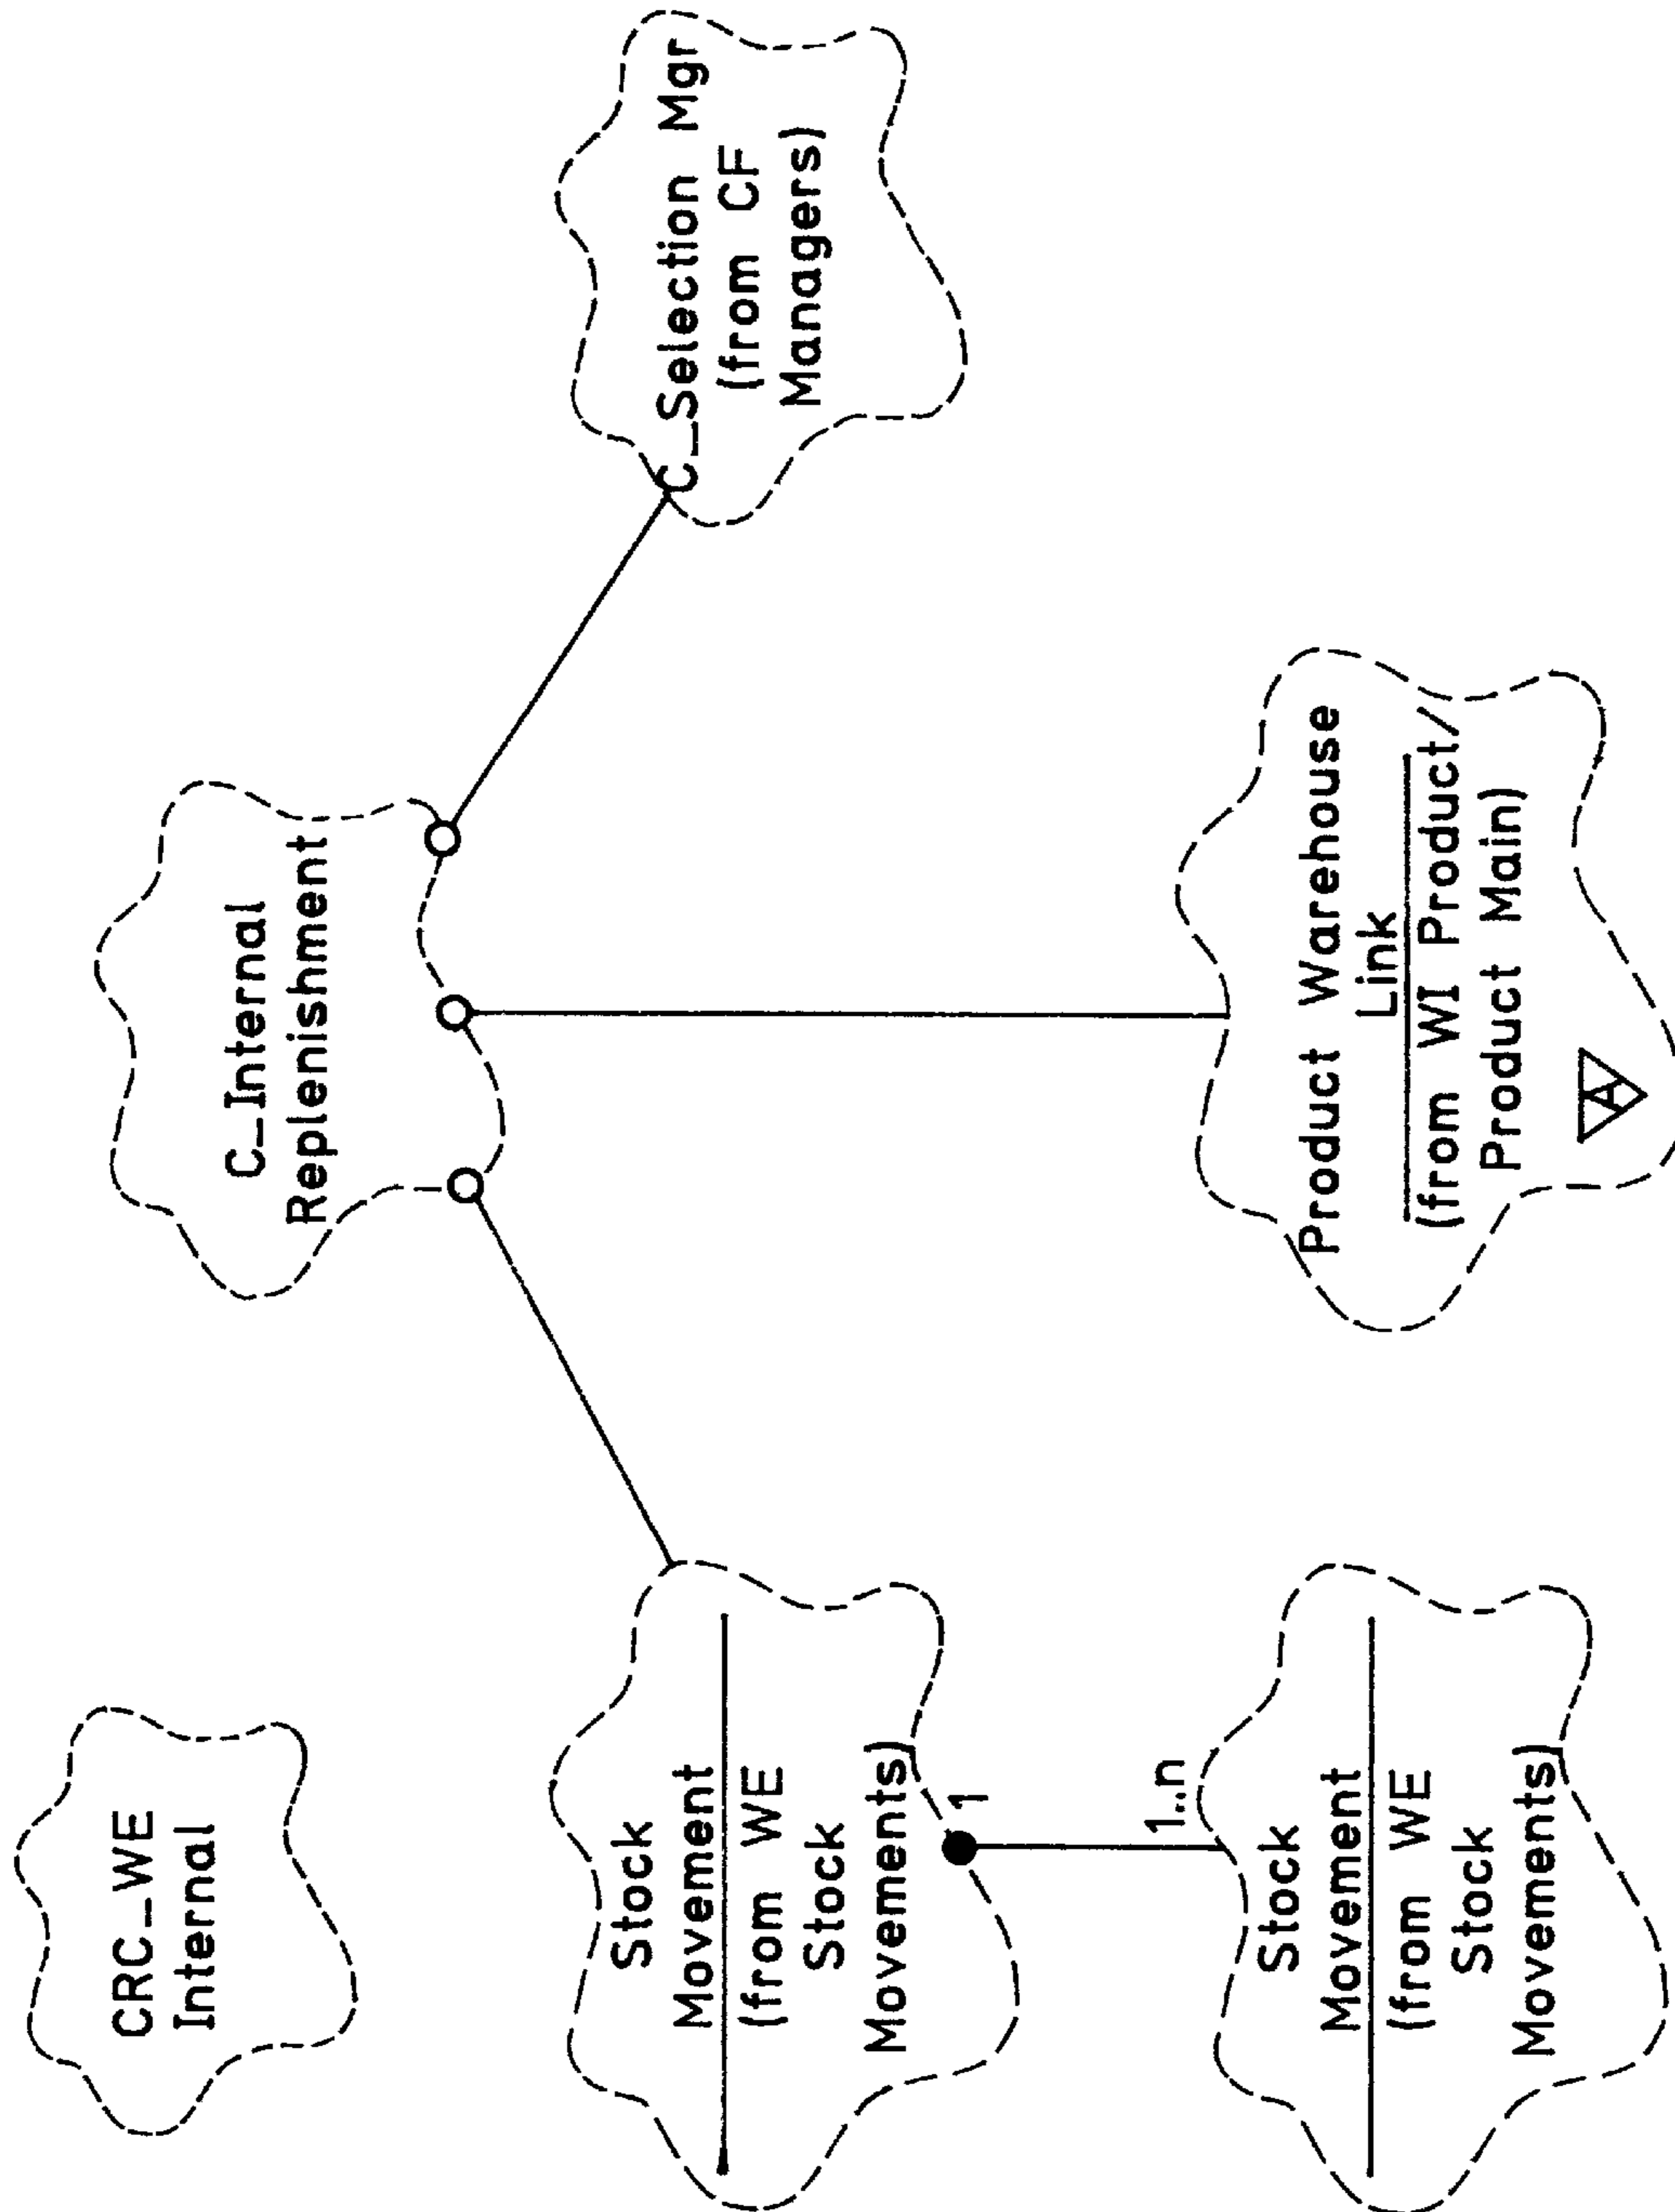 CRC_WE
Internal
C_Internal
Replenishment
Stock
Movement
(from WE
Stock
Movements)
1
1..n
C_Selection Mgr
(from CF
Managers)
Stock
Movement
(from WE
Stock
Movements)
Product Warehouse
Link
(from WI Product/
Product Main)
A